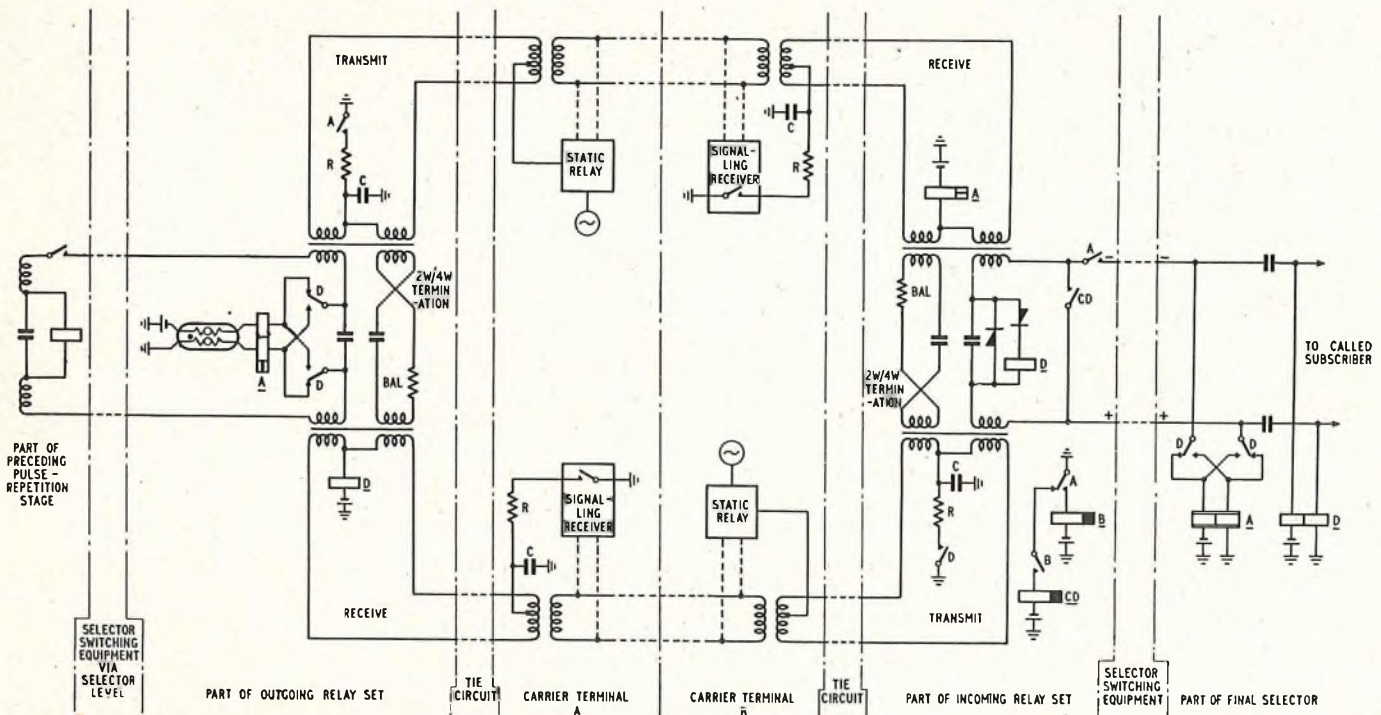 TRANSMIT
RECEIVE
A
R
C
STATIC
RELAY
SIGNAL-
LING
RECEIVER
C
R
A
2W/4W
TERMIN
-ATION
D
D
A
BAL
BAL
2W/4W
TERMIN
-ATION
D
A
CD
-
-
+
+
TO CALLED
SUBSCRIBER
PART OF
PRECEDING
PULSE-
REPETITION
STAGE
D
R
C
SIGNAL-
LING
RECEIVER
STATIC
RELAY
C
R
D
A
B
B
CD
D
D
A
D
RECEIVE
TRANSMIT
SELECTOR
SWITCHING
EQUIPMENT
VIA
SELECTOR
LEVEL
PART OF OUTGOING RELAY SET
TIE
CIRCUIT
CARRIER TERMINAL
A
CARRIER TERMINAL
B
TIE
CIRCUIT
PART OF INCOMING RELAY SET
SELECTOR
SWITCHING
EQUIPMENT
PART OF FINAL SELECTOR